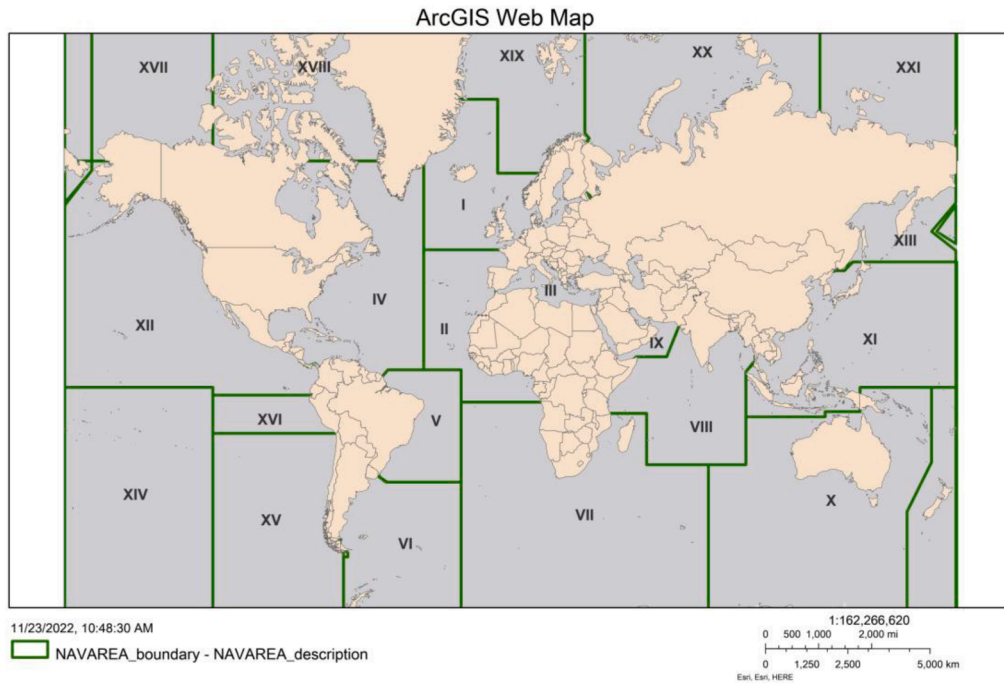 ArcGIS Web Map
XVII
XVIII
XIX
XX
XXI
I
XIII
III
IV
II
XII
IX
XI
XVI
V
VIII
XIV
XV
VII
X
VI
11/23/2022, 10:48:30 AM
NAVAREA_boundary - NAVAREA_description
1:162,266,620
0 500 1,000 2,000 mi
0 1,250 2,500 5,000 km
Esri, Esri, HERE